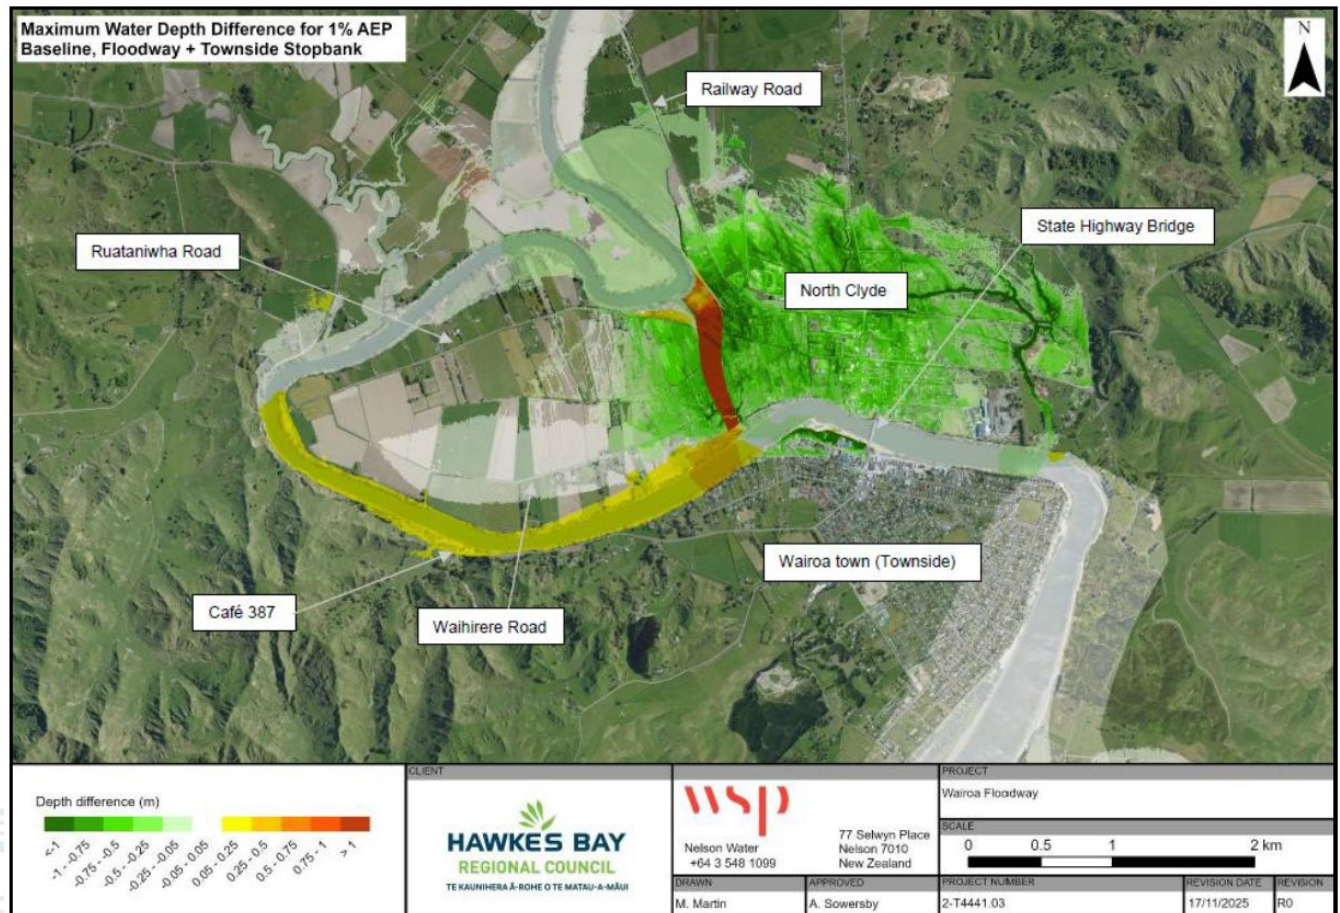 Maximum Water Depth Difference for 1% AEP
Baseline, Floodway + Townside Stopbank
N
Railway Road
State Highway Bridge
Ruataniwha Road
North Clyde
Wairoa town (Townside)
Café 387
Waihirere Road
Depth difference (m)
<-1
-1 - -0.75
-0.75 - -0.5
-0.5 - -0.25
-0.25 - -0.05
-0.05 - 0.05
0.05 - 0.25
0.25 - 0.5
0.5 - 0.75
0.75 - 1
> 1
CLIENT
HAWKES BAY
REGIONAL COUNCIL
TE KAUNIHERA Ā-ROHE O TE MATAU-A-MĀUI
wsp
Nelson Water
+64 3 548 1099
77 Selwyn Place
Nelson 7010
New Zealand
DRAWN
M. Martin
APPROVED
A. Sowersby
PROJECT
Wairoa Floodway
SCALE
0 0.5 1 2 km
PROJECT NUMBER
2-T4441.03
REVISION DATE
17/11/2025
REVISION
R0